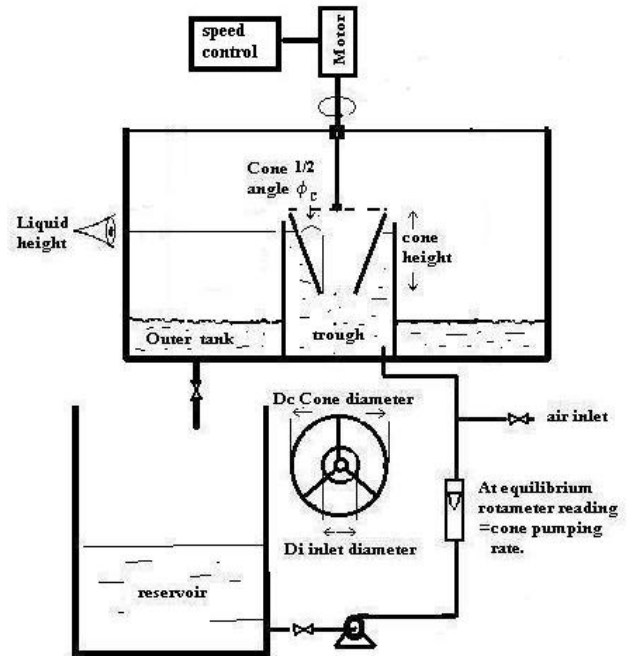 speed
control
Motor
Cone 1/2
angle ϕc
Liquid
height
cone
height
Outer tank
trough
Dc Cone diameter
air inlet
At equilibrium
rotameter reading
=cone pumping
rate.
Di inlet diameter
reservoir